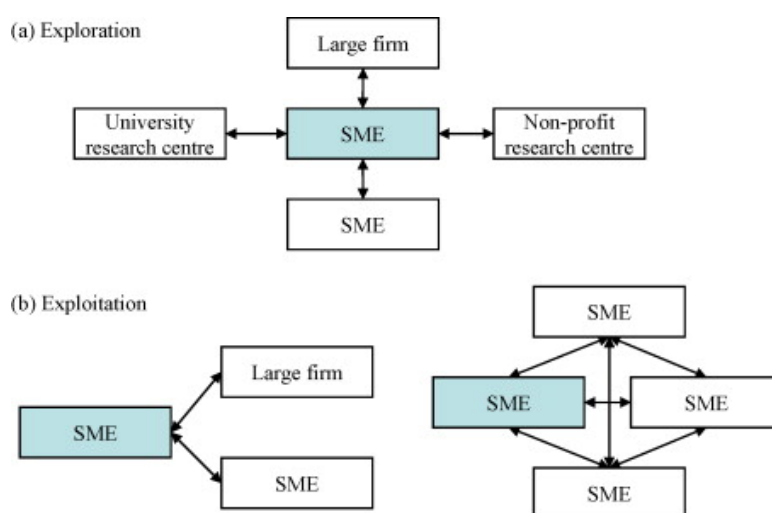 (a) Exploration
Large firm
University
research centre
SME
Non-profit
research centre
SME
(b) Exploitation
Large firm
SME
SME
SME
SME
SME
SME